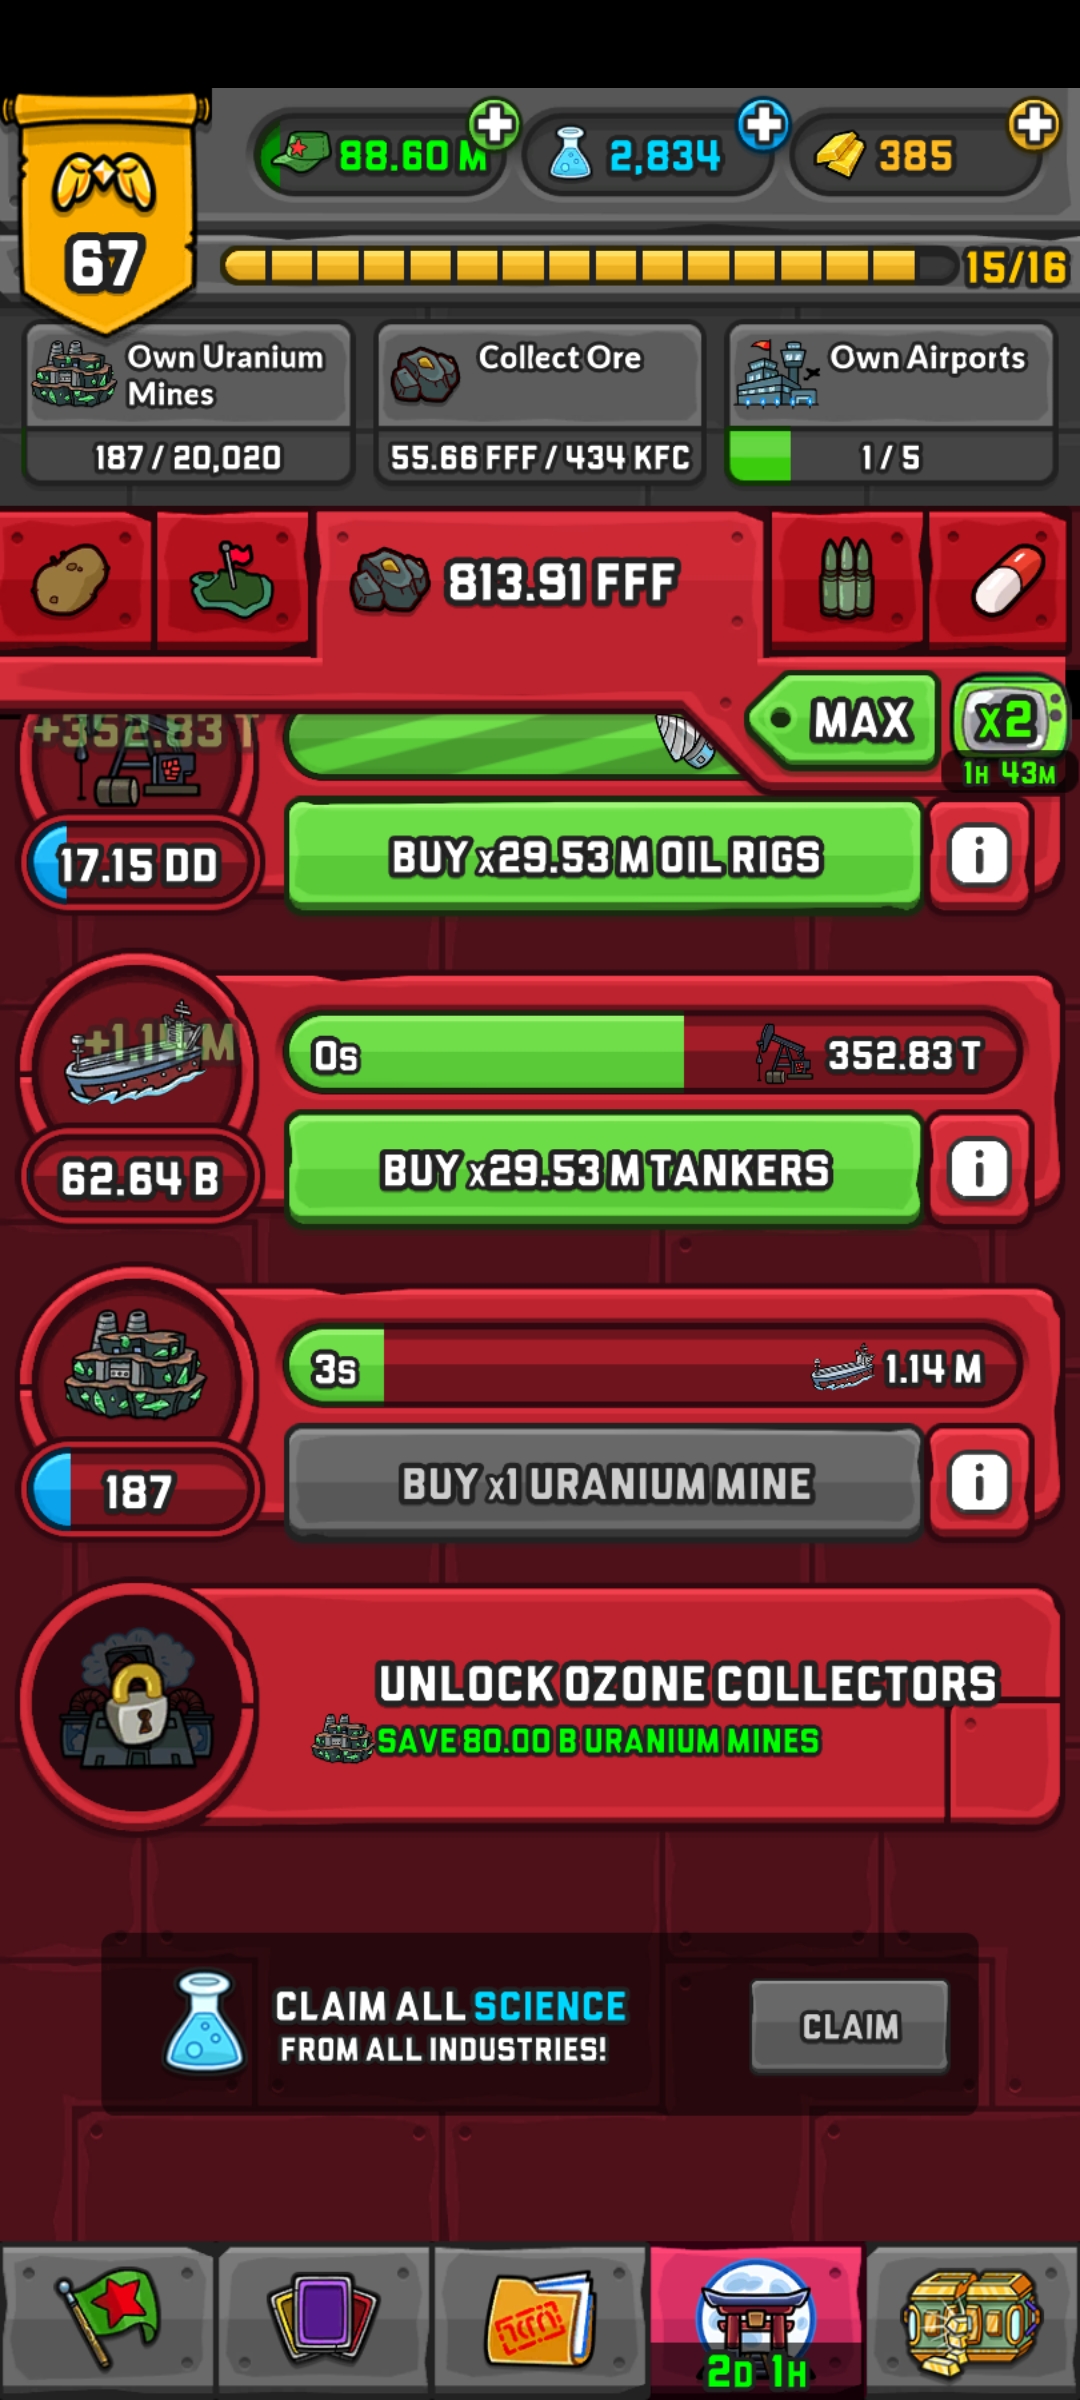 88.60 M
2,834
385
67
15/16
Own Uranium
Mines
187 / 20,020
Collect Ore
55.66 FFF / 434 KFC
Own Airports
1 / 5
813.91 FFF
MAX
x2
1H 43M
+352.83 T
17.15 DD
BUY x29.53 M OIL RIGS
i
+1.14 M
0s
352.83 T
62.64 B
BUY x29.53 M TANKERS
i
3s
1.14 M
187
BUY x1 URANIUM MINE
i
UNLOCK OZONE COLLECTORS
SAVE 80.00 B URANIUM MINES
CLAIM ALL SCIENCE
FROM ALL INDUSTRIES!
CLAIM
2D 1H